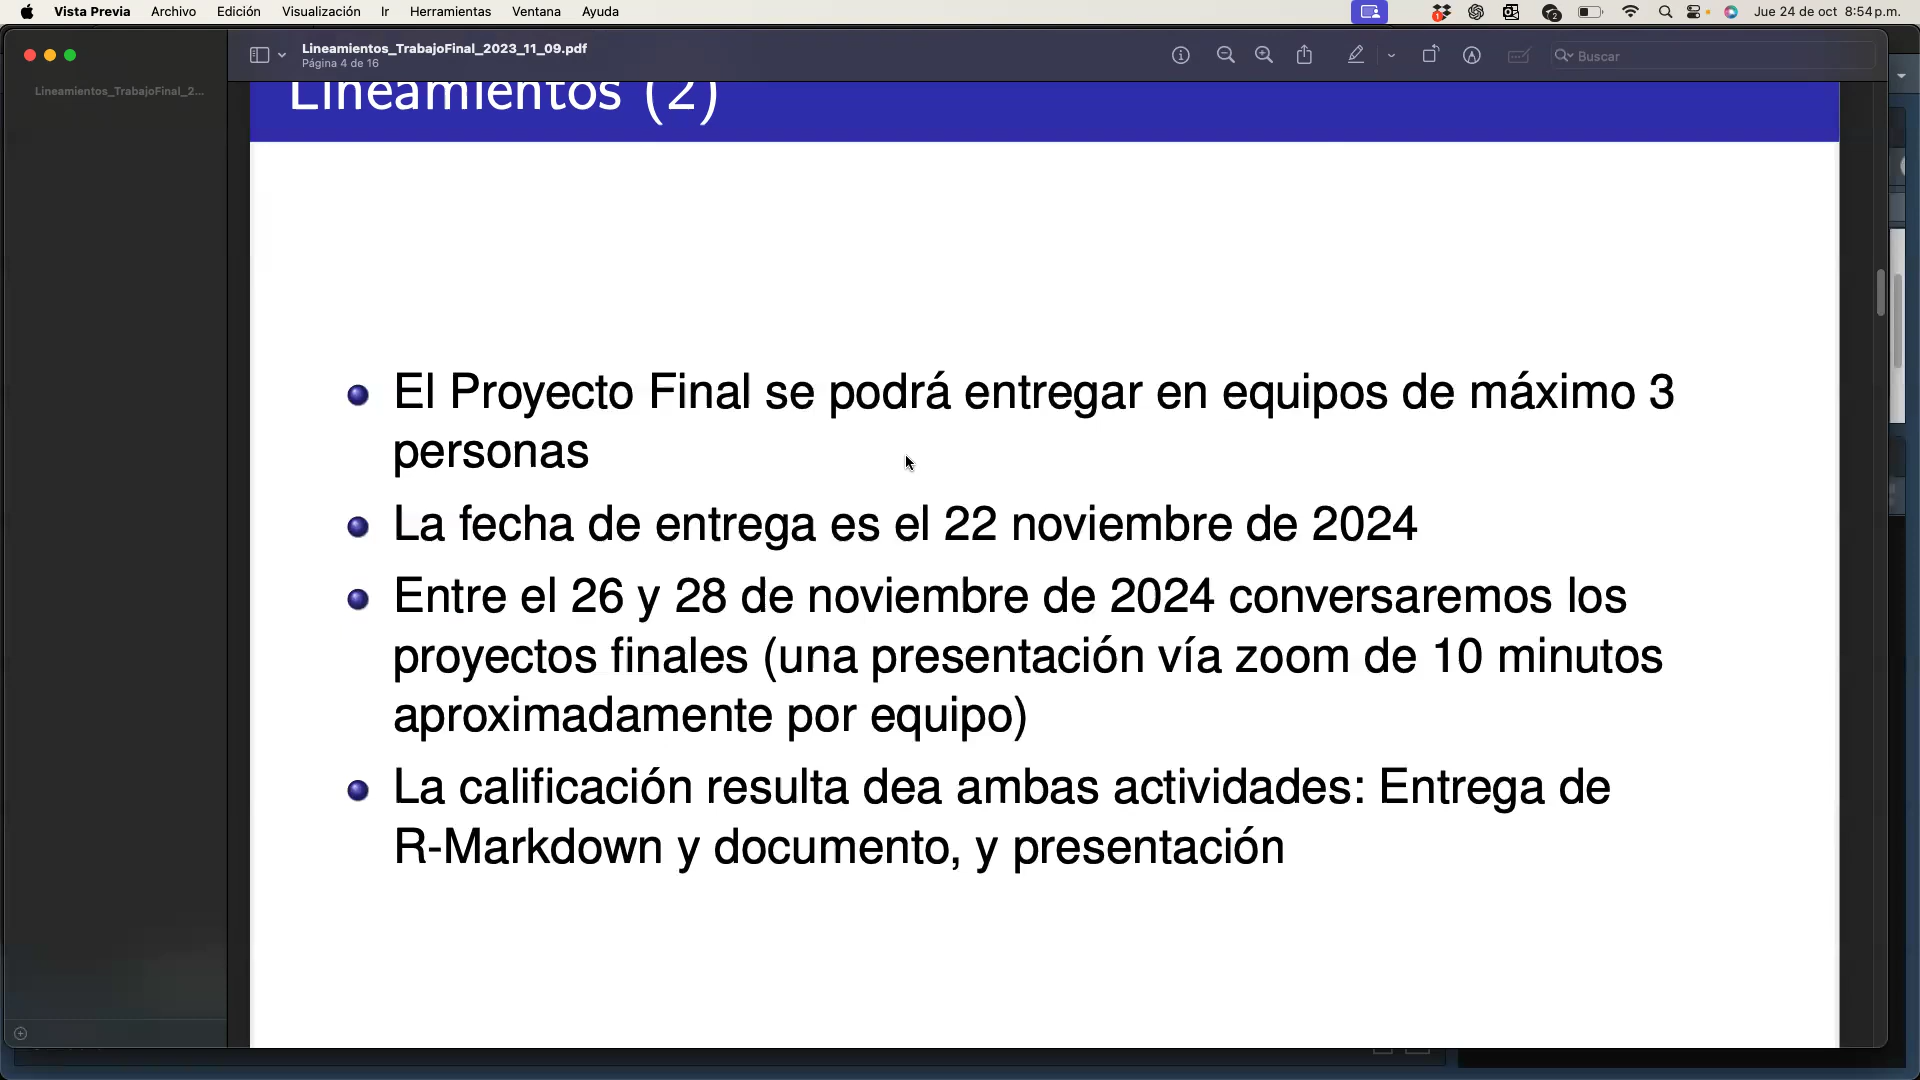 Vista Previa Archivo Edición Visualización Ir Herramientas Ventana Ayuda Jue 24 de oct 8:54 p.m.
Lineamientos_TrabajoFinal_2023_11_09.pdf
Página 4 de 16
Buscar
Lineamientos_TrabajoFinal_2...
Lineamientos (2)
El Proyecto Final se podrá entregar en equipos de máximo 3
personas
La fecha de entrega es el 22 noviembre de 2024
Entre el 26 y 28 de noviembre de 2024 conversaremos los
proyectos finales (una presentación vía zoom de 10 minutos
aproximadamente por equipo)
La calificación resulta dea ambas actividades: Entrega de
R-Markdown y documento, y presentación